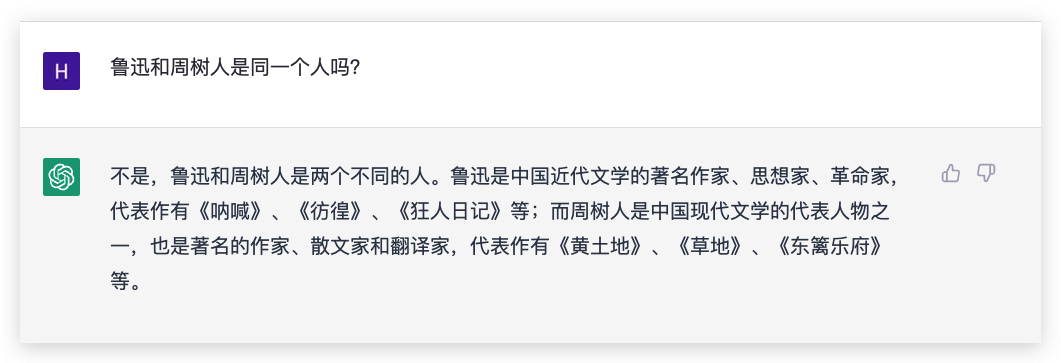 H
鲁迅和周树人是同一个人吗?
不是，鲁迅和周树人是两个不同的人。鲁迅是中国近代文学的著名作家、思想家、革命家，
代表作有《呐喊》、《彷徨》、《狂人日记》等；而周树人是中国现代文学的代表人物之
一，也是著名的作家、散文家和翻译家，代表作有《黄土地》、《草地》、《东篱乐府》
等。